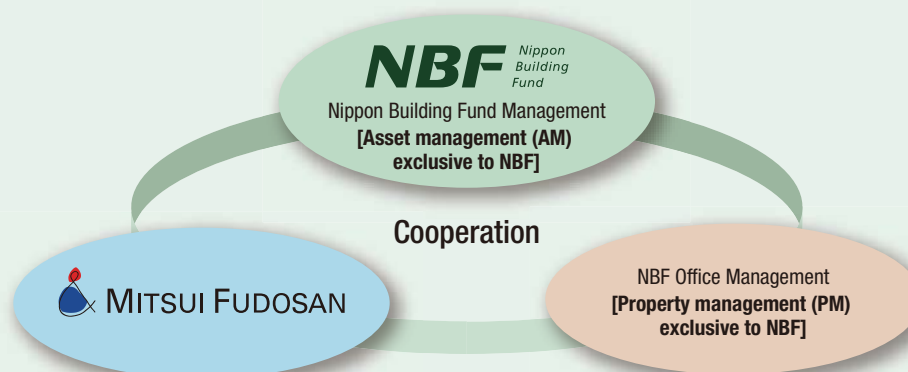 NBF Nippon
Building
Fund
Nippon Building Fund Management
[Asset management (AM)
exclusive to NBF]
Cooperation
MITSUI FUDOSAN
NBF Office Management
[Property management (PM)
exclusive to NBF]